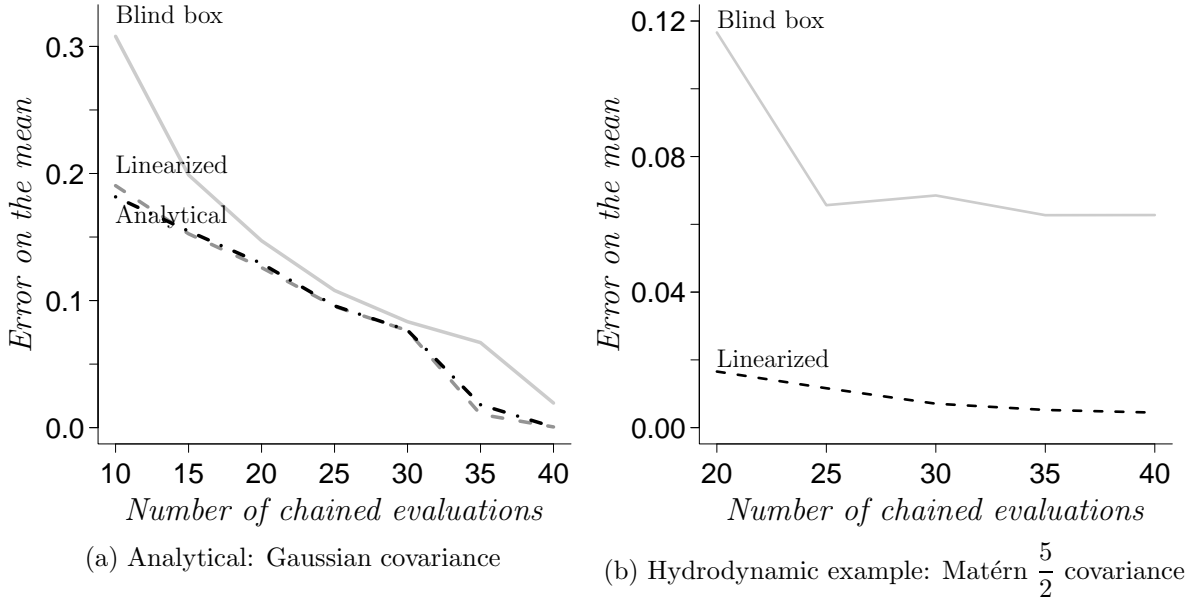 Blind box
0.3
Linearized
0.2
Analytical
0.1
0.0
Error on the mean
10 15 20 25 30 35 40
Number of chained evaluations
(a) Analytical: Gaussian covariance
0.12
Blind box
0.08
0.04
Linearized
0.00
Error on the mean
20 25 30 35 40
Number of chained evaluations
(b) Hydrodynamic example: Matérn 5/2 covariance